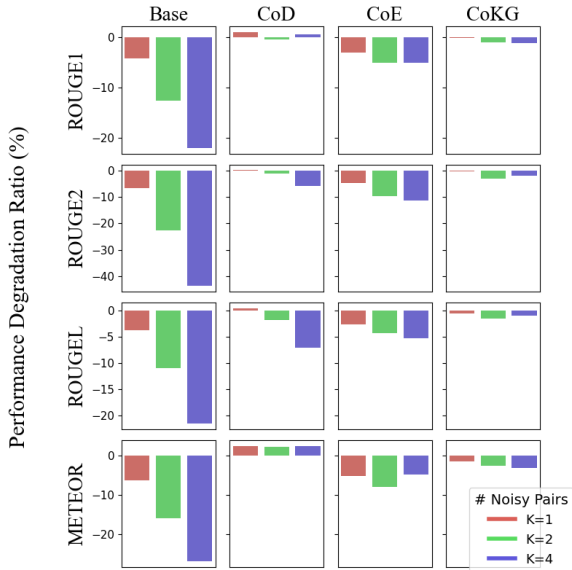 Base CoD CoE CoKG
Performance Degradation Ratio (%)
ROUGE1
0
−10
−20
ROUGE2
0
−10
−20
−30
−40
ROUGEL
0
−5
−10
−15
−20
METEOR
0
−10
−20
# Noisy Pairs
K=1
K=2
K=4